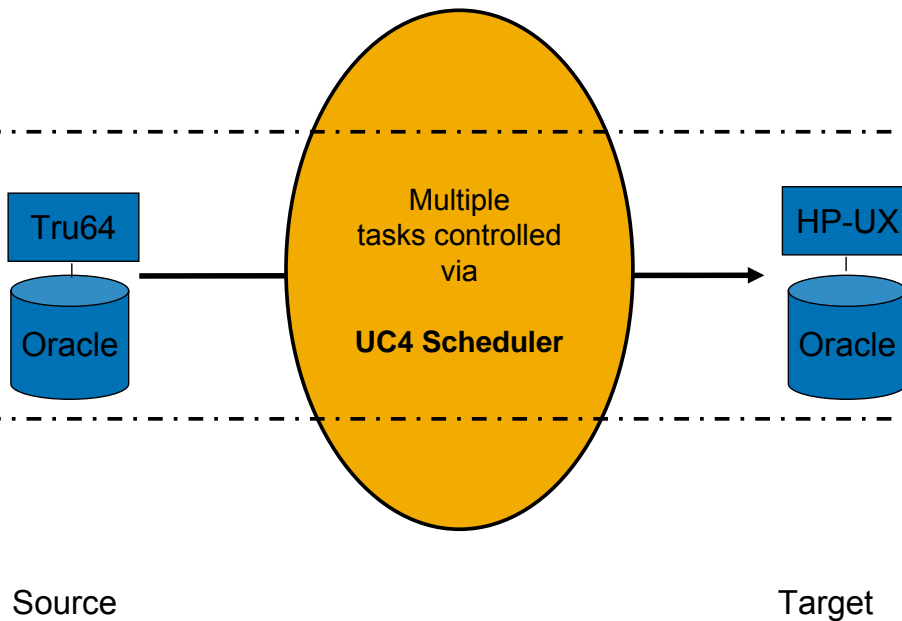 Multiple
tasks controlled
via
UC4 Scheduler
Tru64
Oracle
HP-UX
Oracle
Source
Target